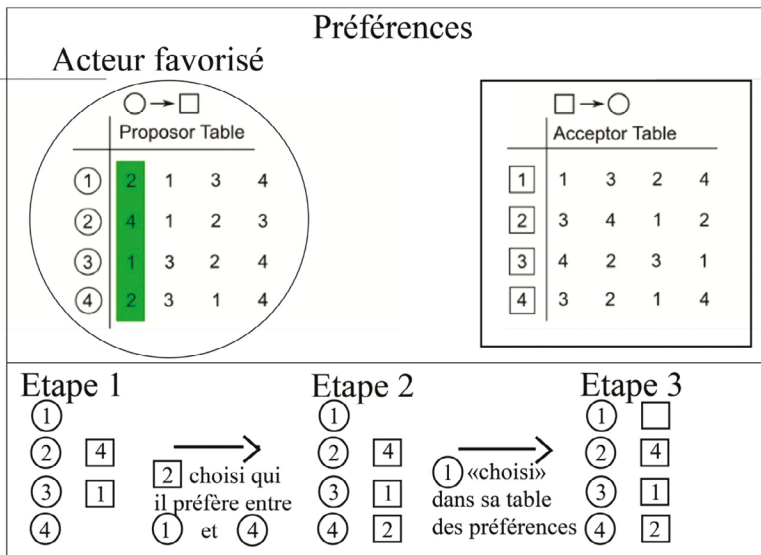 Préférences
Acteur favorisé
○→□
Proposor Table
1 2 1 3 4
2 4 1 2 3
3 1 3 2 4
4 2 3 1 4
□→○
Acceptor Table
1 1 3 2 4
2 3 4 1 2
3 4 2 3 1
4 3 2 1 4
Etape 1
1
2 4
3 1
4
2 choisi qui
il préfère entre
1 et 4
Etape 2
1
2 4
3 1
4 2
1 «choisi»
dans sa table
des préférences
Etape 3
1
2 4
3 1
4 2